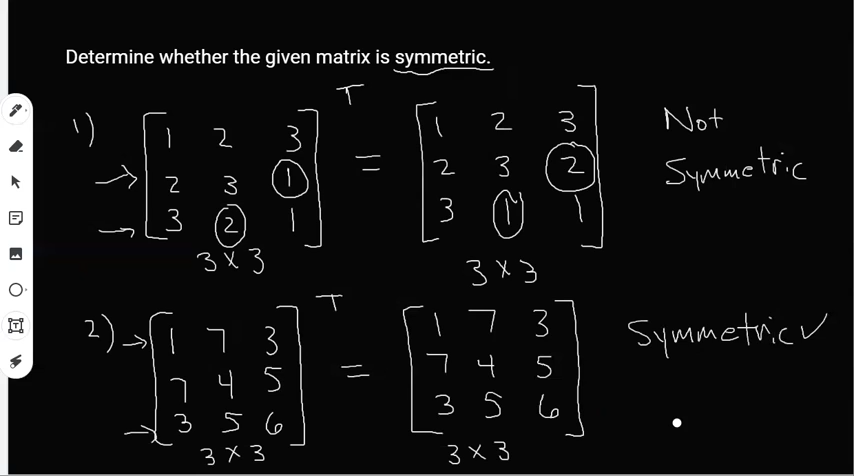 Determine whether the given matrix is symmetric.
1) [1 2 3]T = [1 2 3] Not
[2 3 1] [2 3 2] Symmetric
[3 2 1] [3 1 1]
3 × 3 3 × 3
2) [1 7 3]T = [1 7 3] Symmetric ✓
[7 4 5] [7 4 5]
[3 5 6] [3 5 6]
3 × 3 3 × 3